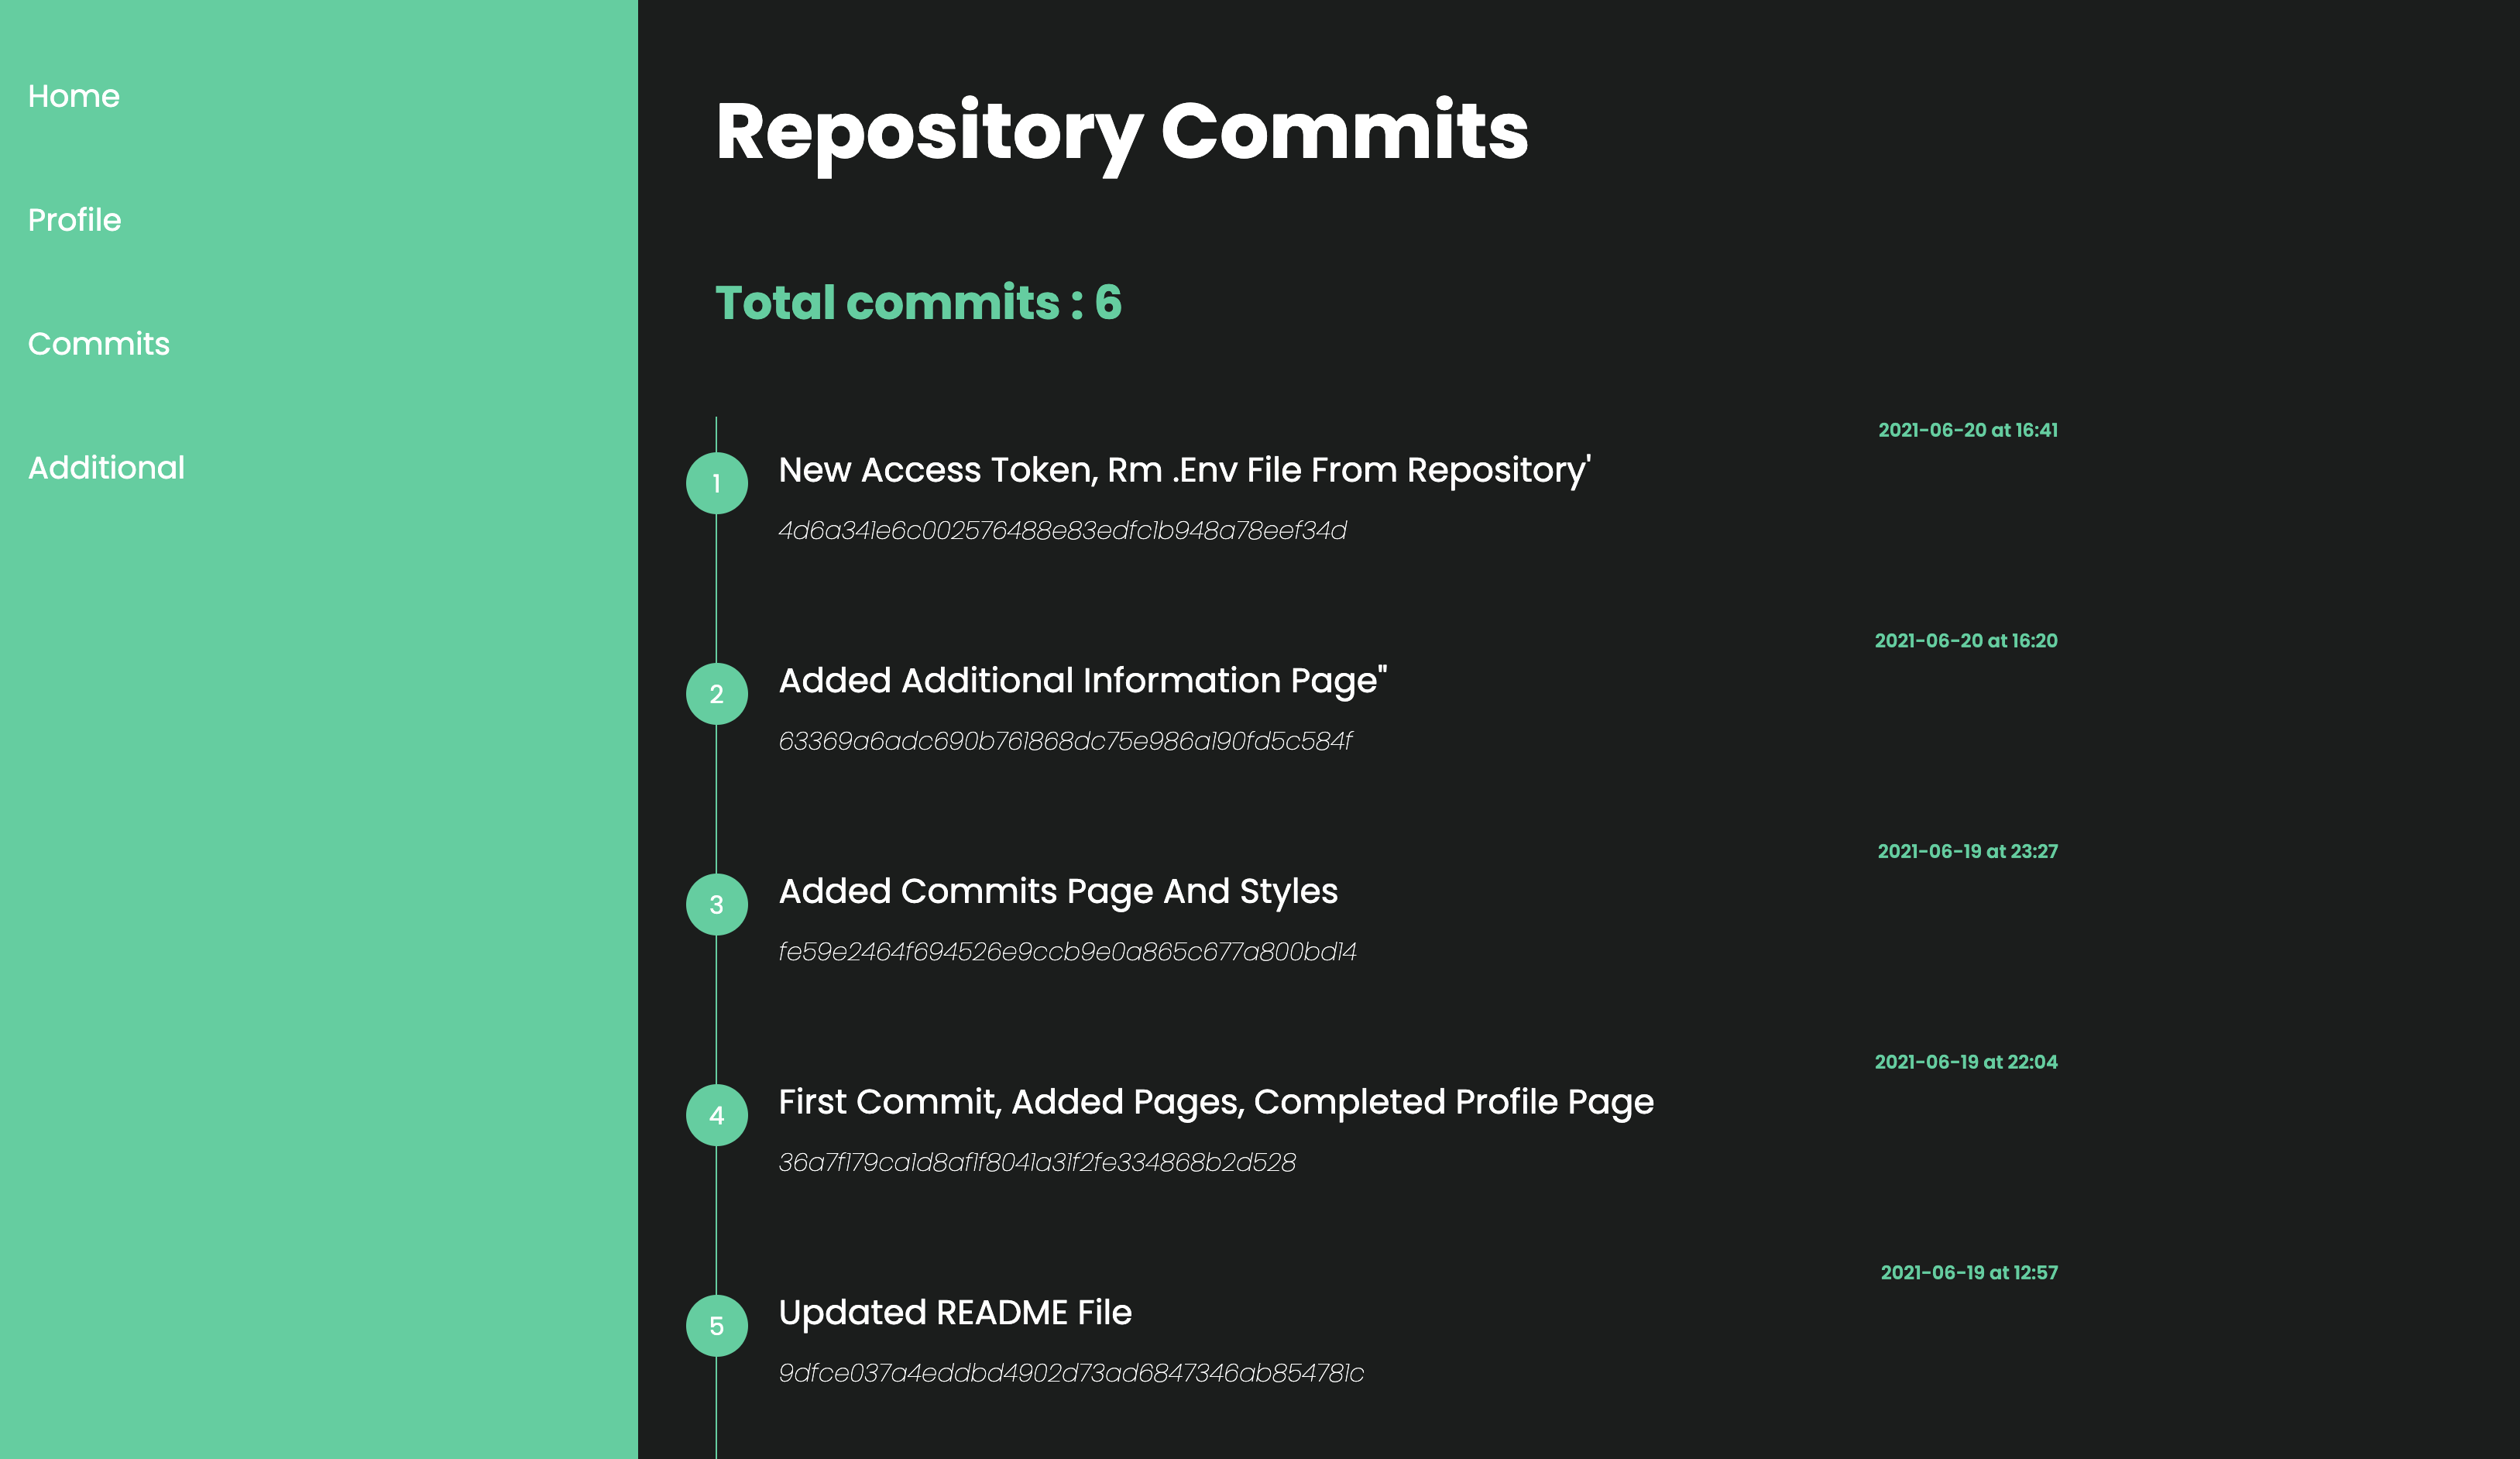 Home
Profile
Commits
Additional
Repository Commits
Total commits : 6
2021-06-20 at 16:41
1
New Access Token, Rm .Env File From Repository'
4d6a341e6c002576488e83edfc1b948a78eef34d
2021-06-20 at 16:20
2
Added Additional Information Page"
63369a6adc690b761868dc75e986a190fd5c584f
2021-06-19 at 23:27
3
Added Commits Page And Styles
fe59e2464f694526e9ccb9e0a865c677a800bd14
2021-06-19 at 22:04
4
First Commit, Added Pages, Completed Profile Page
36a7f179ca1d8af1f8041a31f2fe334868b2d528
2021-06-19 at 12:57
5
Updated README File
9dfce037a4eddbd4902d73ad6847346ab854781c